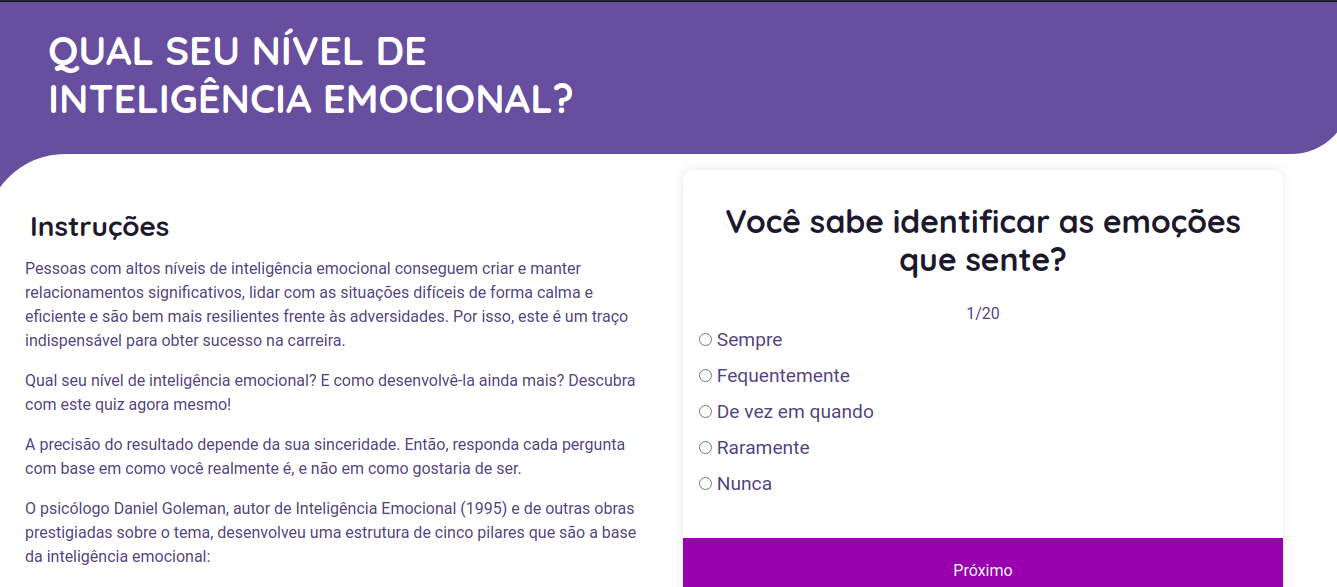 QUAL SEU NÍVEL DE
INTELIGÊNCIA EMOCIONAL?
Instruções
Pessoas com altos níveis de inteligência emocional conseguem criar e manter
relacionamentos significativos, lidar com as situações difíceis de forma calma e
eficiente e são bem mais resilientes frente às adversidades. Por isso, este é um traço
indispensável para obter sucesso na carreira.
Qual seu nível de inteligência emocional? E como desenvolvê-la ainda mais? Descubra
com este quiz agora mesmo!
A precisão do resultado depende da sua sinceridade. Então, responda cada pergunta
com base em como você realmente é, e não em como gostaria de ser.
O psicólogo Daniel Goleman, autor de Inteligência Emocional (1995) e de outras obras
prestigiadas sobre o tema, desenvolveu uma estrutura de cinco pilares que são a base
da inteligência emocional:
Você sabe identificar as emoções
que sente?
1/20
Sempre
Fequentemente
De vez em quando
Raramente
Nunca
Próximo